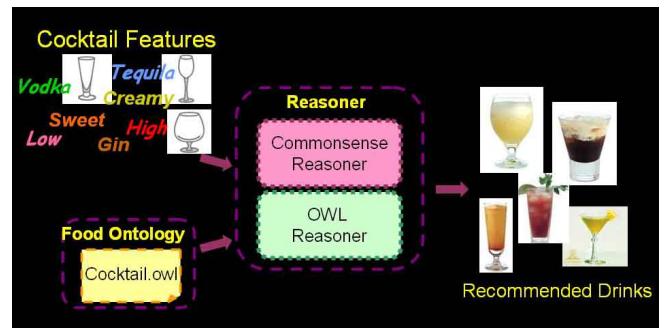 Cocktail Features
Vodka
Tequila
Creamy
Sweet
Low
High
Gin
Reasoner
Commonsense
Reasoner
OWL
Reasoner
Food Ontology
Cocktail.owl
Recommended Drinks